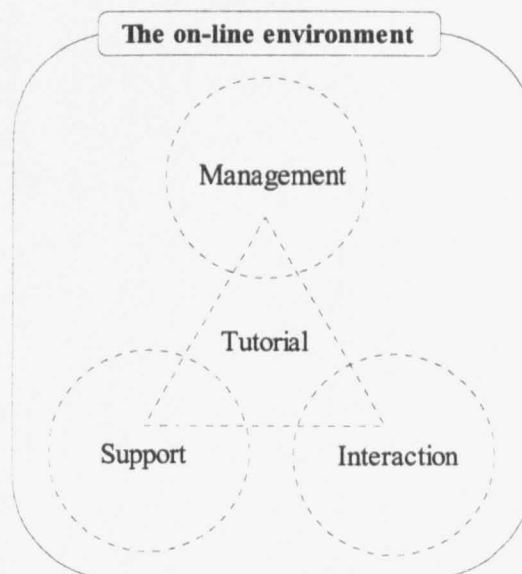 The on-line environment
Management
Tutorial
Support
Interaction